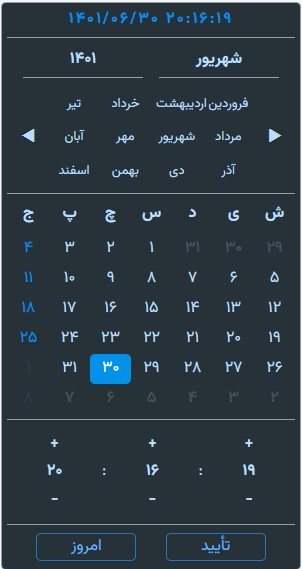 ۱۴۰۱/۰۶/۳۰ ۲۰:۱۶:۱۹
شهریور ۱۴۰۱
فروردین اردیبهشت خرداد تیر
مرداد شهریور مهر آبان
آذر دی بهمن اسفند
ش ی د س چ پ ج
۲۹ ۳۰ ۳۱ ۱ ۲ ۳ ۴
۵ ۶ ۷ ۸ ۹ ۱۰ ۱۱
۱۲ ۱۳ ۱۴ ۱۵ ۱۶ ۱۷ ۱۸
۱۹ ۲۰ ۲۱ ۲۲ ۲۳ ۲۴ ۲۵
۲۶ ۲۷ ۲۸ ۲۹ ۳۰ ۳۱ ۱
۲ ۳ ۴ ۵ ۶ ۷ ۸
+ + +
۲۰ : ۱۶ : ۱۹
- - -
تأیید امروز